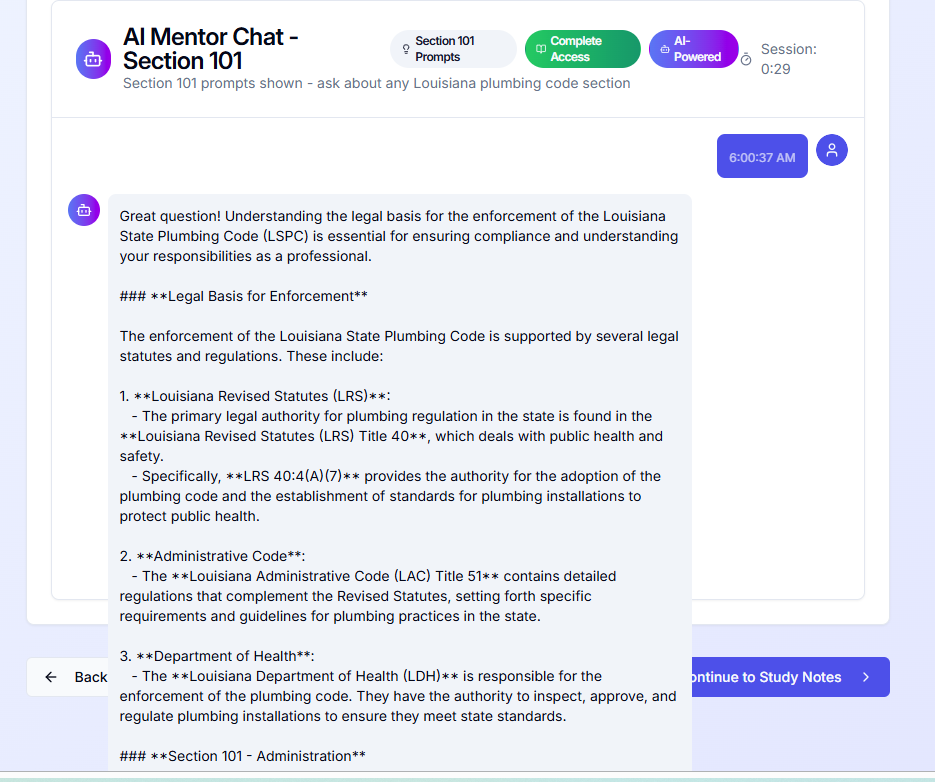 AI Mentor Chat -
Section 101
Section 101
Prompts
Complete
Access
AI-
Powered
Session:
0:29
Section 101 prompts shown - ask about any Louisiana plumbing code section
6:00:37 AM
Great question! Understanding the legal basis for the enforcement of the Louisiana
State Plumbing Code (LSPC) is essential for ensuring compliance and understanding
your responsibilities as a professional.
### **Legal Basis for Enforcement**
The enforcement of the Louisiana State Plumbing Code is supported by several legal
statutes and regulations. These include:
1. **Louisiana Revised Statutes (LRS)**:
- The primary legal authority for plumbing regulation in the state is found in the
**Louisiana Revised Statutes (LRS) Title 40**, which deals with public health and
safety.
- Specifically, **LRS 40:4(A)(7)** provides the authority for the adoption of the
plumbing code and the establishment of standards for plumbing installations to
protect public health.
2. **Administrative Code**:
- The **Louisiana Administrative Code (LAC) Title 51** contains detailed
regulations that complement the Revised Statutes, setting forth specific
requirements and guidelines for plumbing practices in the state.
3. **Department of Health**:
- The **Louisiana Department of Health (LDH)** is responsible for the
enforcement of the plumbing code. They have the authority to inspect, approve, and
regulate plumbing installations to ensure they meet state standards.
### **Section 101 - Administration**
Back
ontinue to Study Notes